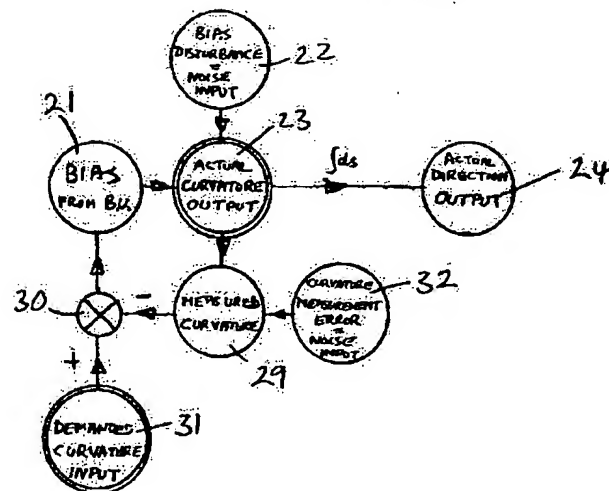 BIAS
DISTURBANCE
=
NOISE
INPUT
22
21
23
BIAS
FROM B.U.
ACTUAL
CURVATURE
OUTPUT
∫ds
ACTUAL
DIRECTION
OUTPUT
24
30
-
MEASURED
CURVATURE
29
CURVATURE
MEASUREMENT
ERROR
=
NOISE
INPUT
32
+
DEMANDED
CURVATURE
INPUT
31